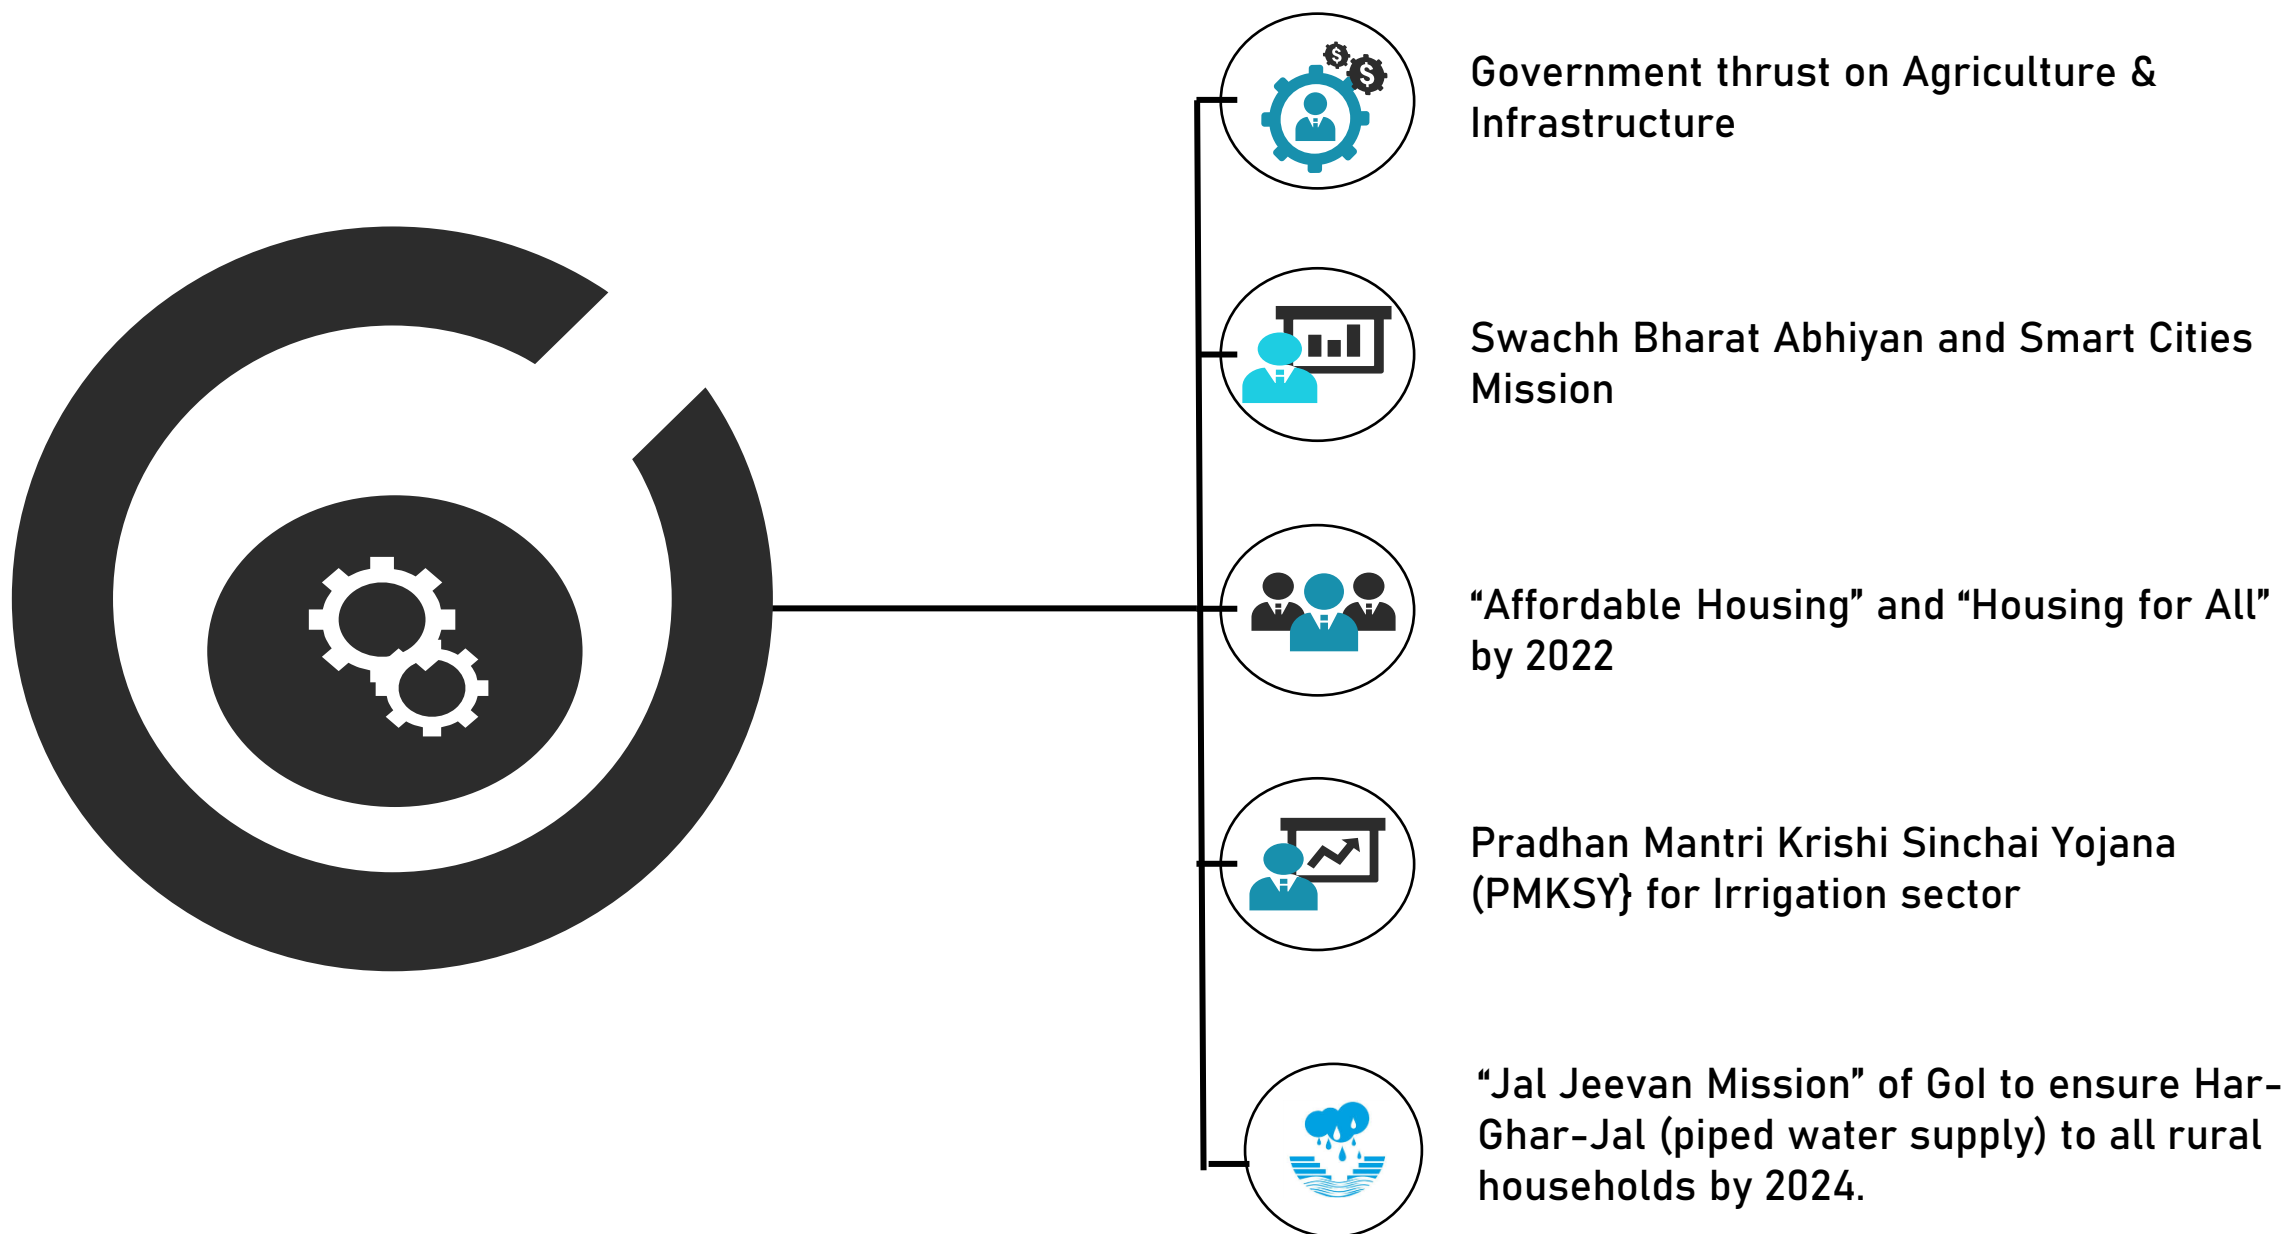 Government thrust on Agriculture &
Infrastructure
Swachh Bharat Abhiyan and Smart Cities
Mission
“Affordable Housing” and “Housing for All”
by 2022
Pradhan Mantri Krishi Sinchai Yojana
(PMKSY} for Irrigation sector
“Jal Jeevan Mission” of GoI to ensure Har-
Ghar-Jal (piped water supply) to all rural
households by 2024.